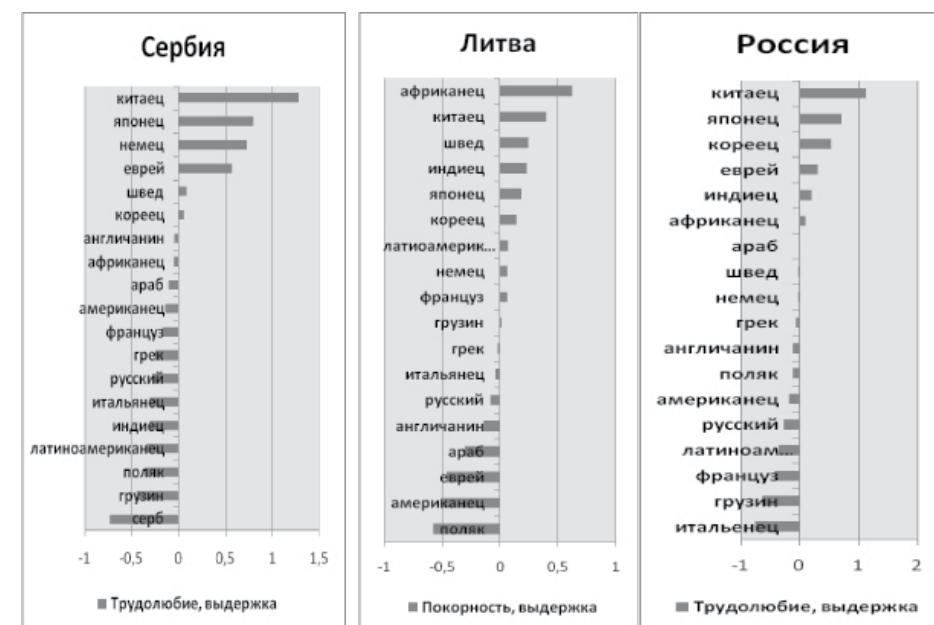 Сербия
китаец
японец
немец
еврей
швед
кореец
англичанин
африканец
араб
американец
француз
грек
русский
итальянец
индиец
латиноамериканец
поляк
грузин
серб
-1 -0,5 0 0,5 1 1,5
Трудолюбие, выдержка
Литва
африканец
китаец
швед
индиец
японец
кореец
латиоамерик...
немец
француз
грузин
грек
итальянец
русский
англичанин
араб
еврей
американец
поляк
-1 -0,5 0 0,5 1
Покорность, выдержка
Россия
китаец
японец
кореец
еврей
индиец
африканец
араб
швед
немец
грек
англичанин
поляк
американец
русский
латиноам...
француз
грузин
итальенец
-1 0 1 2
Трудолюбие, выдержка